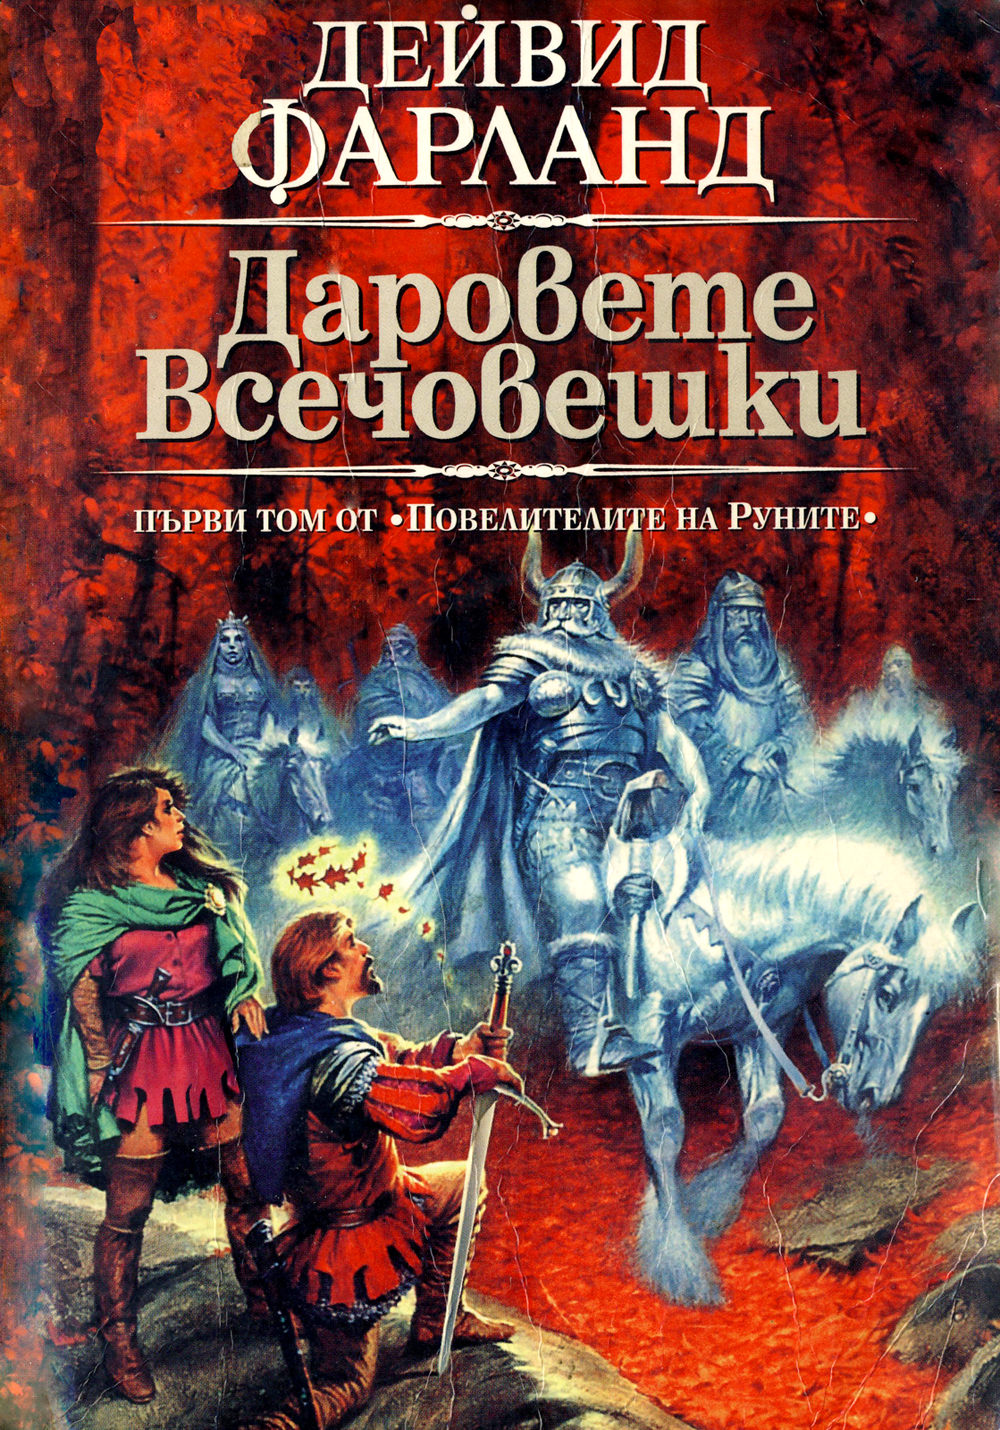 ДЕЙВИД
ФАРЛАНД
Даровете
Всечовешки
ПЪРВИ ТОМ ОТ •ПОВЕЛИТЕЛИТЕ НА РУНИТЕ•